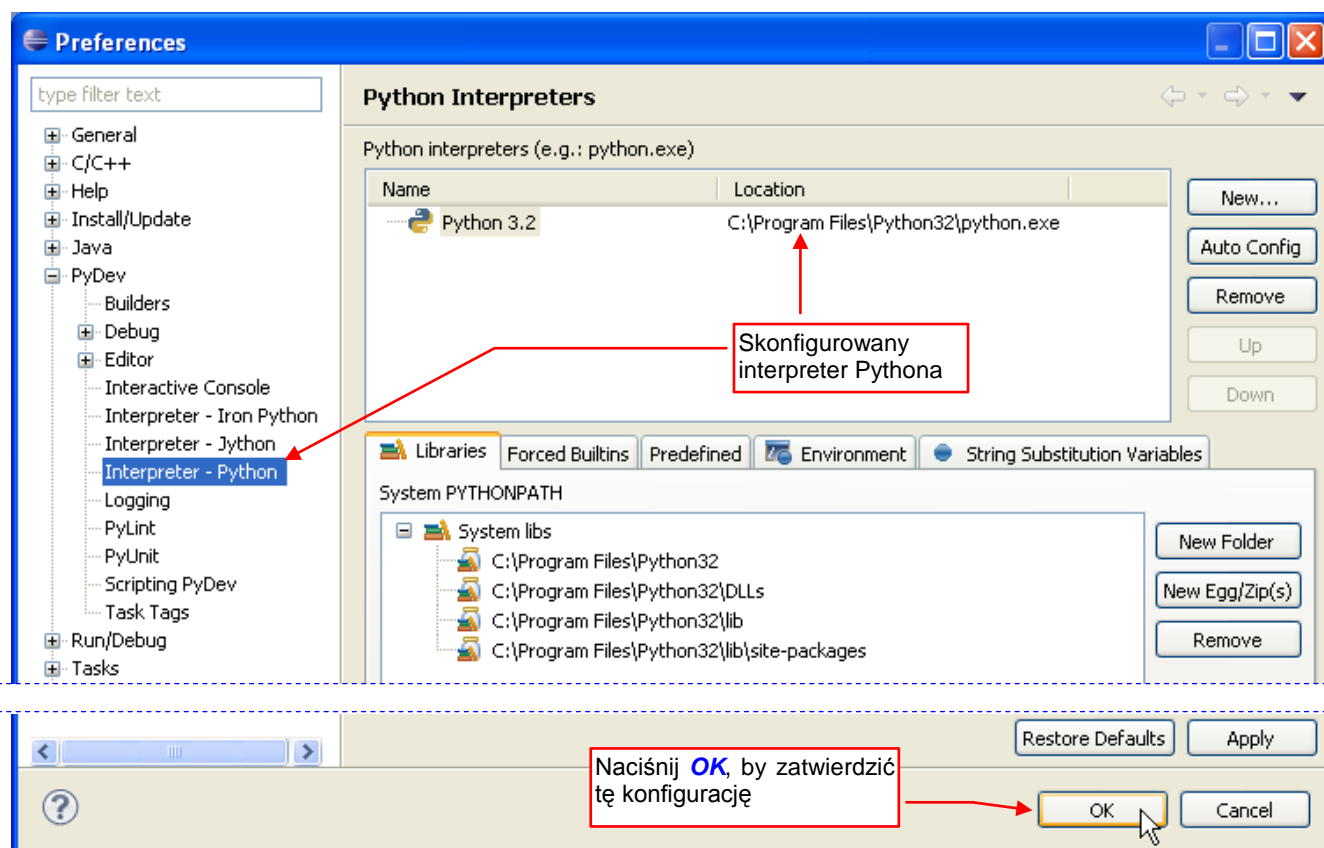 Preferences
type filter text
General
C/C++
Help
Install/Update
Java
PyDev
Builders
Debug
Editor
Interactive Console
Interpreter - Iron Python
Interpreter - Jython
Interpreter - Python
Logging
PyLint
PyUnit
Scripting PyDev
Task Tags
Run/Debug
Tasks
Python Interpreters
Python interpreters (e.g.: python.exe)
Name Location
Python 3.2 C:\Program Files\Python32\python.exe
New...
Auto Config
Remove
Up
Down
Skonfigurowany
interpreter Pythona
Libraries Forced Builtins Predefined Environment String Substitution Variables
System PYTHONPATH
System libs
C:\Program Files\Python32
C:\Program Files\Python32\DLLs
C:\Program Files\Python32\lib
C:\Program Files\Python32\lib\site-packages
New Folder
New Egg/Zip(s)
Remove
Restore Defaults Apply
Naciśnij OK, by zatwierdzić
tę konfigurację
? OK Cancel